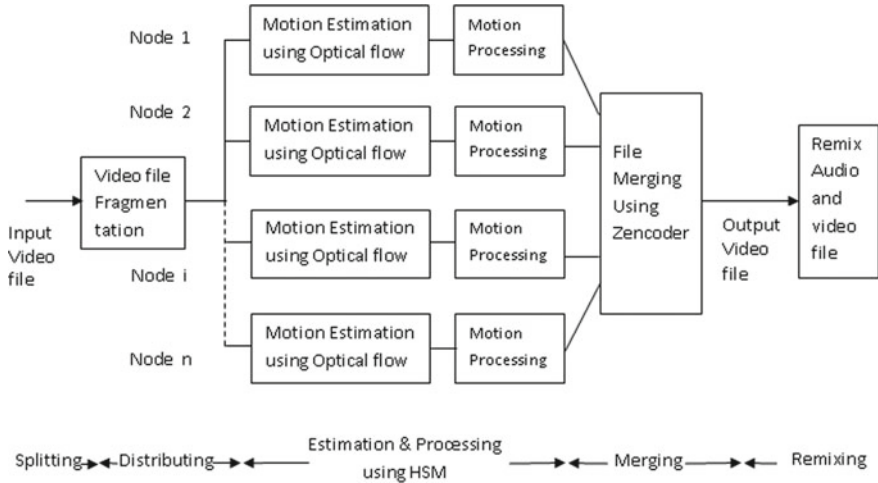 Node 1
Motion Estimation
using Optical flow
Motion
Processing
Node 2
Motion Estimation
using Optical flow
Motion
Processing
Input
Video
file
Video file
Fragmen
tation
Node i
Motion Estimation
using Optical flow
Motion
Processing
Node n
Motion Estimation
using Optical flow
Motion
Processing
File
Merging
Using
Zencoder
Output
Video
file
Remix
Audio
and
video
file
Splitting
Distributing
Estimation & Processing
using HSM
Merging
Remixing